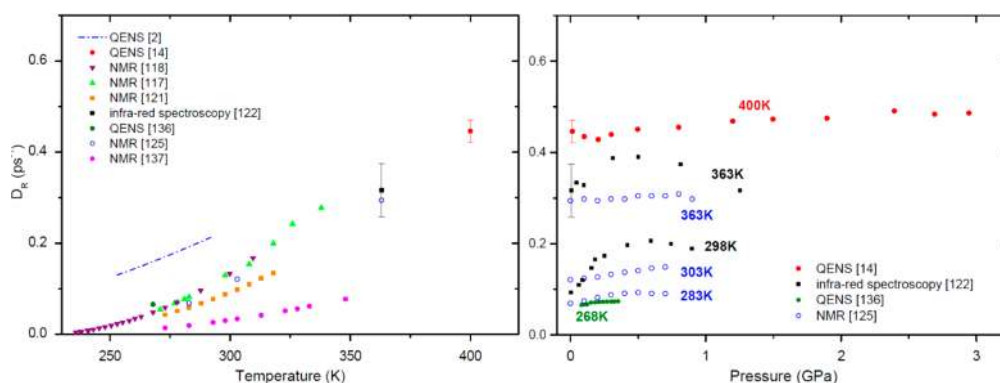 QENS [2]
QENS [14]
NMR [118]
NMR [117]
NMR [121]
infra-red spectroscopy [122]
QENS [136]
NMR [125]
NMR [137]
0.6
0.4
0.2
0.0
D_R (ps⁻¹)
250
300
350
400
Temperature (K)
0.6
0.4
0.2
0.0
400K
363K
363K
298K
303K
283K
268K
QENS [14]
infra-red spectroscopy [122]
QENS [136]
NMR [125]
0
1
2
3
Pressure (GPa)